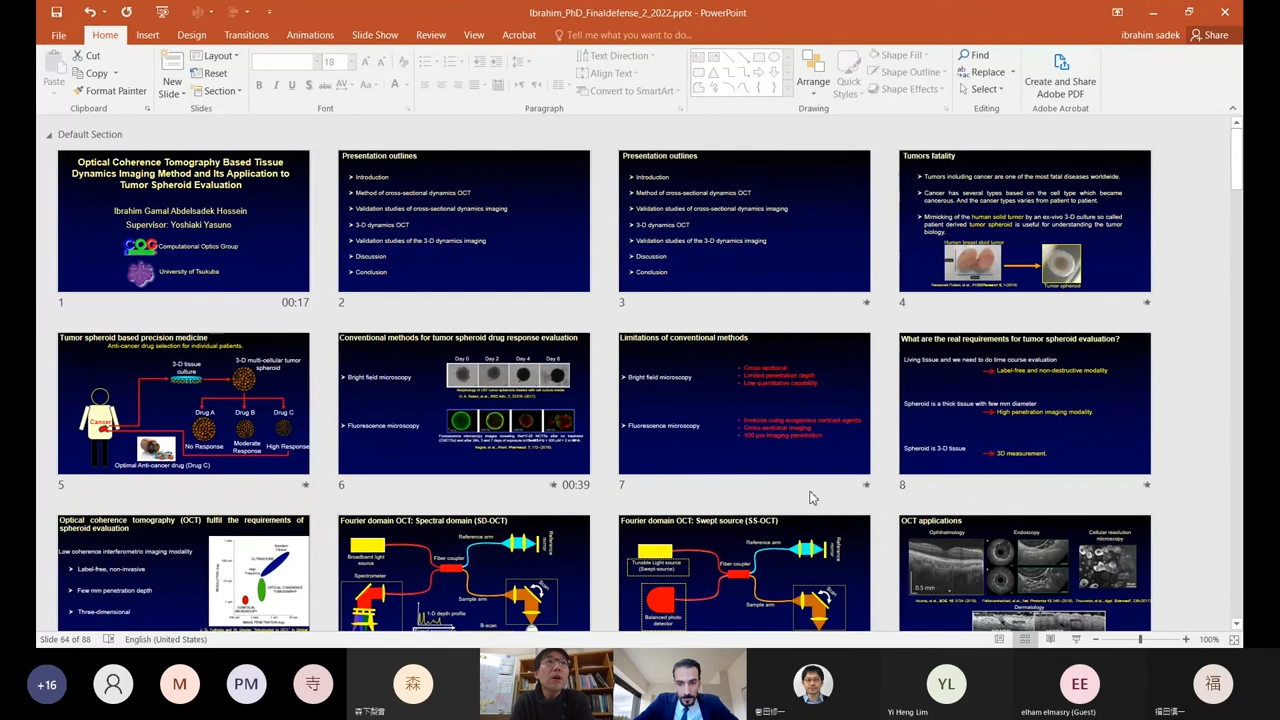 Ibrahim_PhD_Finaldefense_2_2022.pptx - PowerPoint
File Home Insert Design Transitions Animations Slide Show Review View Acrobat Tell me what you want to do... ibrahim sadek Share
Cut
Copy
Format Painter
Paste
Clipboard
New
Slide
Layout
Reset
Section
Slides
18
Font
Text Direction
Align Text
Convert to SmartArt
Paragraph
Arrange
Quick
Styles
Shape Fill
Shape Outline
Shape Effects
Drawing
Find
Replace
Select
Editing
Create and Share
Adobe PDF
Adobe Acrobat
Default Section
Optical Coherence Tomography Based Tissue
Dynamics Imaging Method and Its Application to
Tumor Spheroid Evaluation
Ibrahim Gamal Abdelsadek Hossein
Supervisor: Yoshiaki Yasuno
COG Computational Optics Group
University of Tsukuba
1 00:17
Presentation outlines
Introduction
Method of cross-sectional dynamics OCT
Validation studies of cross-sectional dynamics imaging
3-D dynamics OCT
Validation studies of the 3-D dynamics imaging
Discussion
Conclusion
2
Presentation outlines
Introduction
Method of cross-sectional dynamics OCT
Validation studies of cross-sectional dynamics imaging
3-D dynamics OCT
Validation studies of the 3-D dynamics imaging
Discussion
Conclusion
3
Tumors fatality
Tumors including cancer are one of the most fatal diseases worldwide.
Cancer has several types based on the cell type which became
cancerous. And the cancer types varies from patient to patient.
Mimicking of the human solid tumor by an ex-vivo 3-D culture so called
patient derived tumor spheroid is useful for understanding the tumor
biology.
Human breast solid tumor
Tumor spheroid
4
Tumor spheroid based precision medicine
Anti-cancer drug selection for individual patients.
3-D tissue
culture
3-D multi-cellular tumor
spheroid
Cancer
Drug A
Drug B
Drug C
No Response
Moderate
Response
High Response
Optimal Anti-cancer drug (Drug C)
5
Conventional methods for tumor spheroid drug response evaluation
Day 0 Day 2 Day 4 Day 6
Bright field microscopy
Fluorescence microscopy
6 00:39
Limitations of conventional methods
Bright field microscopy
Cross-sectional
Limited penetration depth
Low quantitative capability
Fluorescence microscopy
Invasive using exogenous contrast agents
Cross-sectional imaging
100 μm imaging penetration
7
What are the real requirements for tumor spheroid evaluation?
Living tissue and we need to do time course evaluation
Label-free and non-destructive modality
Spheroid is a thick tissue with few mm diameter
High penetration imaging modality.
Spheroid is 3-D tissue
3D measurement.
8
Optical coherence tomography (OCT) fulfil the requirements of
spheroid evaluation
Low coherence interferometric imaging modality
Label-free, non-invasive
Few mm penetration depth
Three-dimensional
Fourier domain OCT: Spectral domain (SD-OCT)
Broadband light
source
Spectrometer
Fiber coupler
Reference arm
Reference
mirror
Sample arm
Scan
1-D depth profile
B-scan
Fourier domain OCT: Swept source (SS-OCT)
Tunable Light source
(Swept-source)
Balanced photo
detector
Fiber coupler
Reference arm
Reference
mirror
Sample arm
OCT applications
Ophthalmology
Endoscopy
Cellular resolution
microscopy
0.5 mm
Dermatology
Slide 64 of 88 English (United States) 100%
+16
M
PM
寺
森
YL
Yi Heng Lim
EE
elham elmasry (Guest)
福